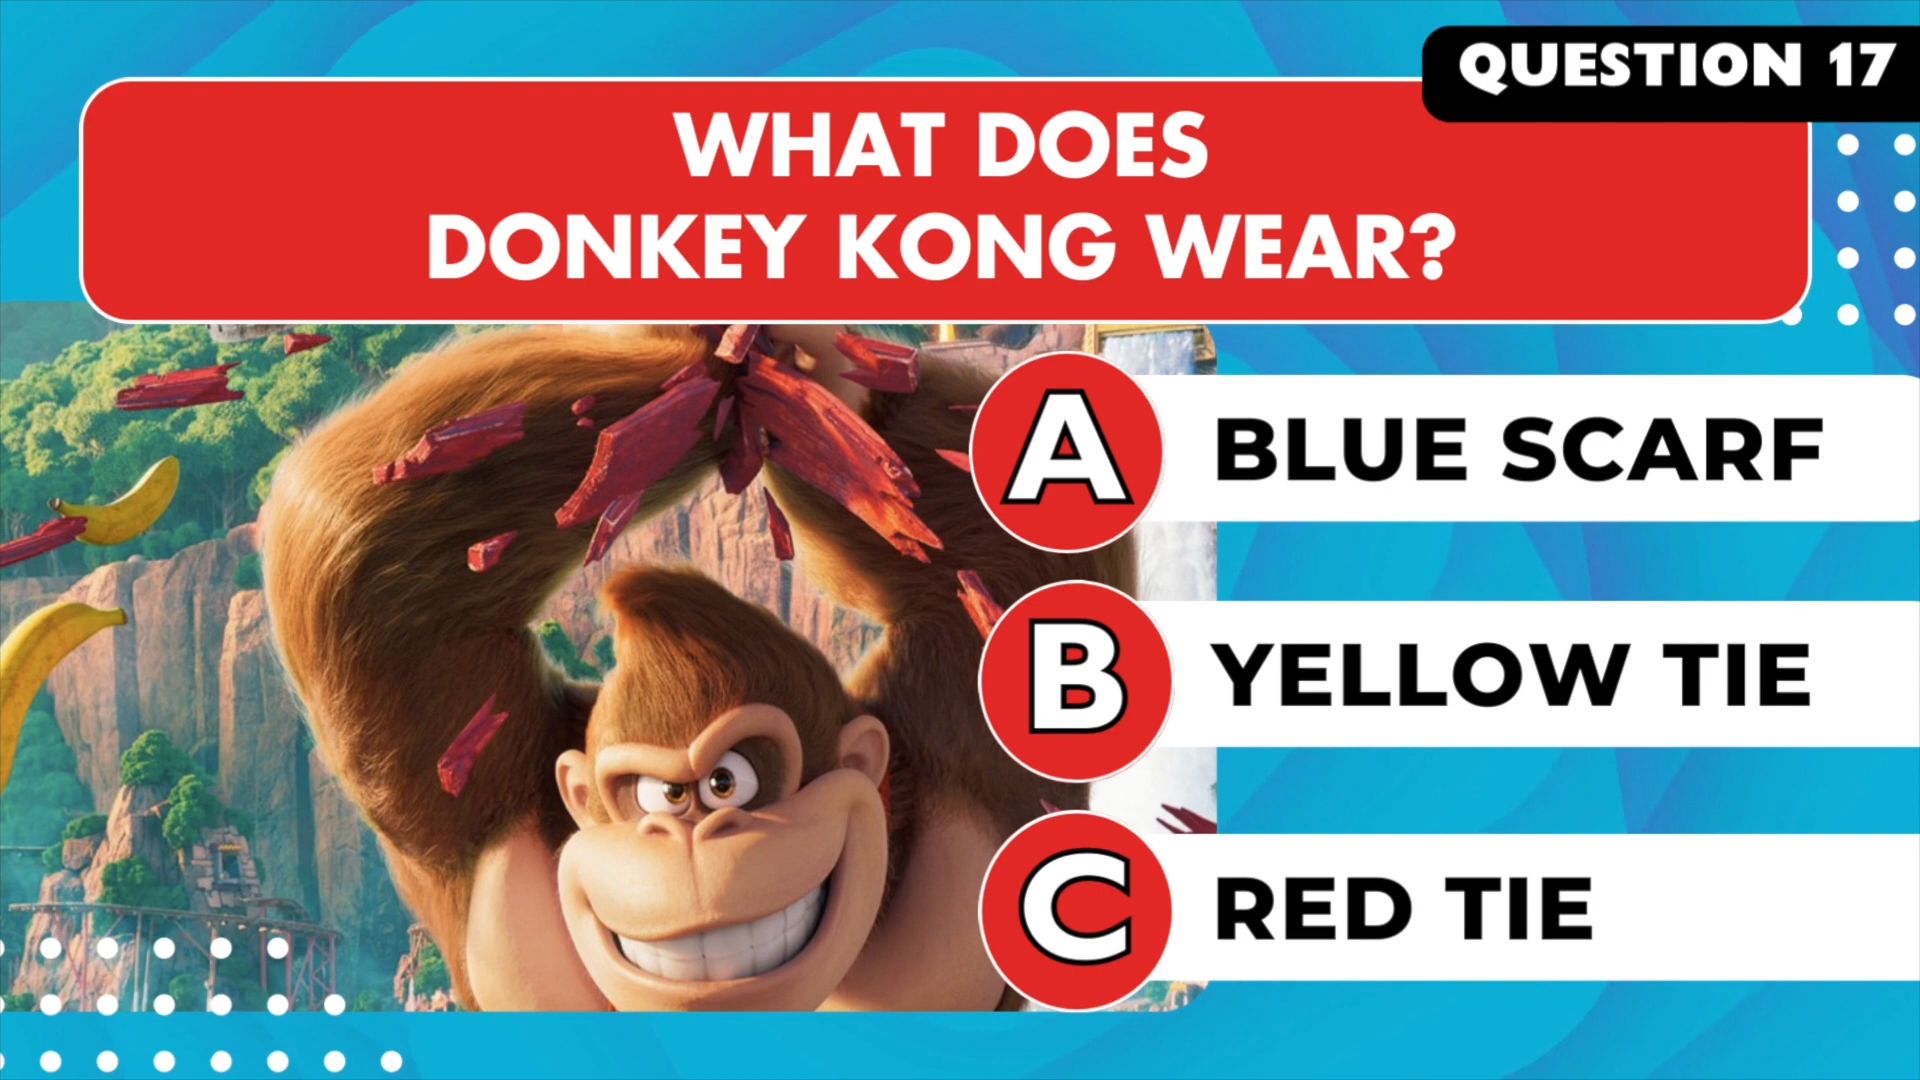 QUESTION 17
WHAT DOES
DONKEY KONG WEAR?
A BLUE SCARF
B YELLOW TIE
C RED TIE